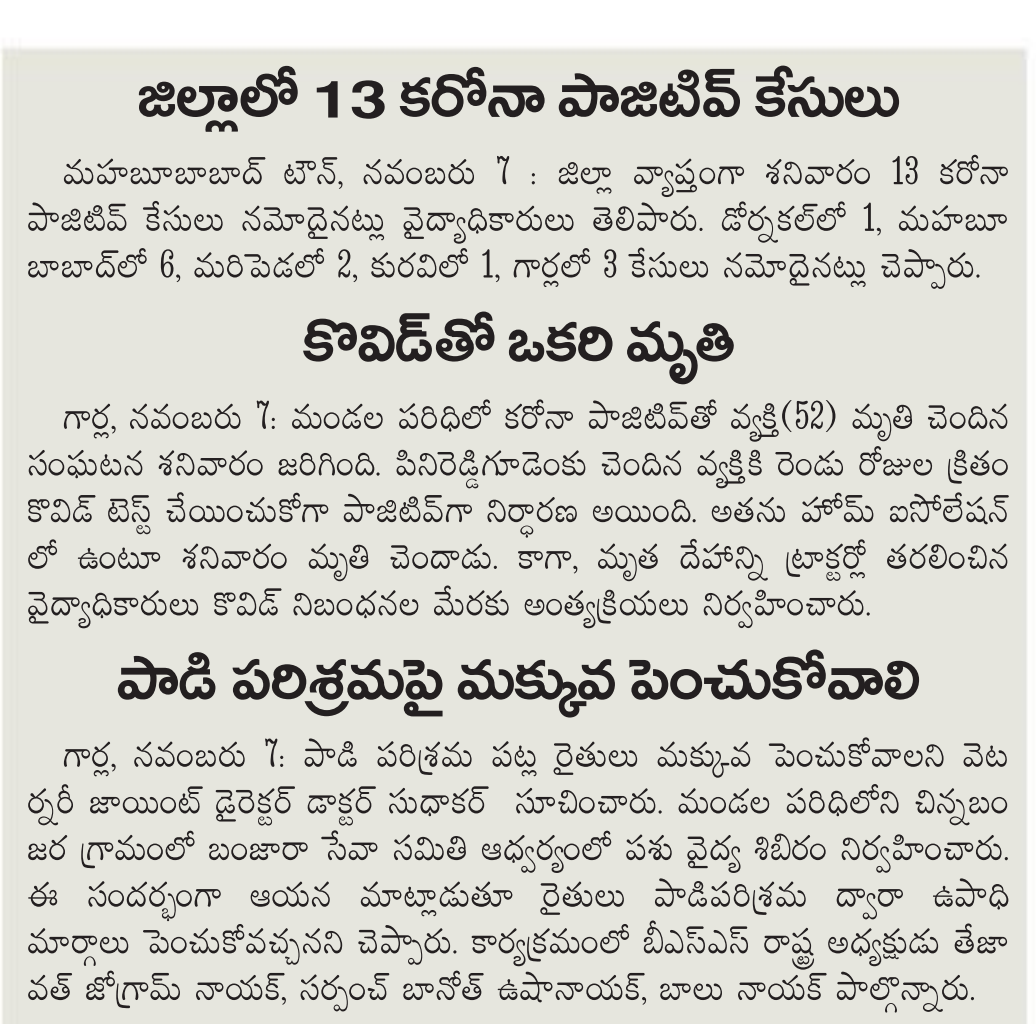 జిల్లాలో 13 కరోనా పాజిటివ్ కేసులు
మహబూబాబాద్ టౌన్, నవంబరు 7 : జిల్లా వ్యాప్తంగా శనివారం 13 కరోనా
పాజిటివ్ కేసులు నమోదైనట్లు వైద్యాధికారులు తెలిపారు. డోర్నకల్‌లో 1, మహబూ
బాబాద్‌లో 6, మరిపెడలో 2, కురవిలో 1, గార్లలో 3 కేసులు నమోదైనట్లు చెప్పారు.
కొవిడ్‌తో ఒకరి మృతి
గార్ల, నవంబరు 7: మండల పరిధిలో కరోనా పాజిటివ్‌తో వ్యక్తి(52) మృతి చెందిన
సంఘటన శనివారం జరిగింది. పినిరెడ్డిగూడెంకు చెందిన వ్యక్తికి రెండు రోజుల క్రితం
కొవిడ్ టెస్ట్ చేయించుకోగా పాజిటివ్‌గా నిర్ధారణ అయింది. అతను హోమ్ ఐసోలేషన్
లో ఉంటూ శనివారం మృతి చెందాడు. కాగా, మృత దేహాన్ని ట్రాక్టర్లో తరలించిన
వైద్యాధికారులు కొవిడ్ నిబంధనల మేరకు అంత్యక్రియలు నిర్వహించారు.
పాడి పరిశ్రమపై మక్కువ పెంచుకోవాలి
గార్ల, నవంబరు 7: పాడి పరిశ్రమ పట్ల రైతులు మక్కువ పెంచుకోవాలని వెట
ర్నరీ జాయింట్ డైరెక్టర్ డాక్టర్ సుధాకర్ సూచించారు. మండల పరిధిలోని చిన్నబం
జర గ్రామంలో బంజారా సేవా సమితి ఆధ్వర్యంలో పశు వైద్య శిబిరం నిర్వహించారు.
ఈ సందర్భంగా ఆయన మాట్లాడుతూ రైతులు పాడిపరిశ్రమ ద్వారా ఉపాధి
మార్గాలు పెంచుకోవచ్చునని చెప్పారు. కార్యక్రమంలో బీఎస్ఎస్ రాష్ట్ర అధ్యక్షుడు తేజా
వత్ జోగ్రామ్ నాయక్, సర్పంచ్ బానోత్ ఉషానాయక్, బాలు నాయక్ పాల్గొన్నారు.